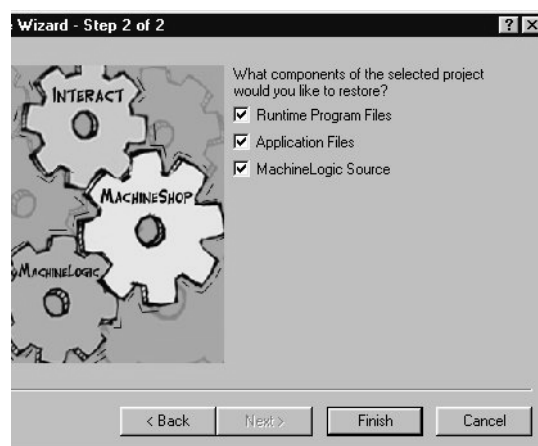 Wizard - Step 2 of 2
? X
What components of the selected project
would you like to restore?
Runtime Program Files
Application Files
MachineLogic Source
INTERACT
MACHINESHOP
MACHINELOGIC
< Back
Next >
Finish
Cancel